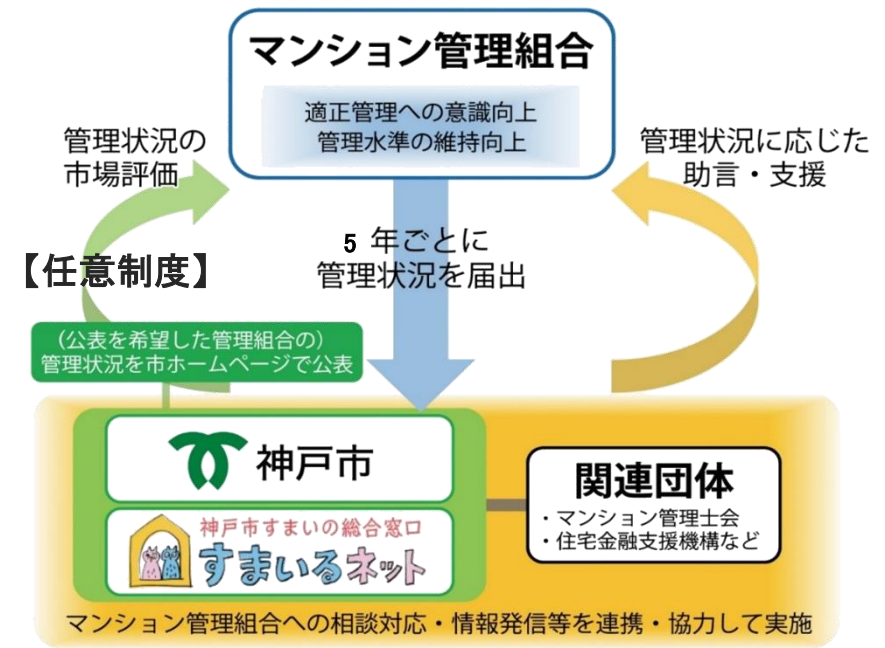 マンション管理組合
適正管理への意識向上
管理水準の維持向上
管理状況の
市場評価
管理状況に応じた
助言・支援
5 年ごとに
管理状況を届出
【任意制度】
(公表を希望した管理組合の)
管理状況を市ホームページで公表
神戸市
神戸市すまいの総合窓口
すまいるネット
関連団体
・マンション管理士会
・住宅金融支援機構など
マンション管理組合への相談対応・情報発信等を連携・協力して実施